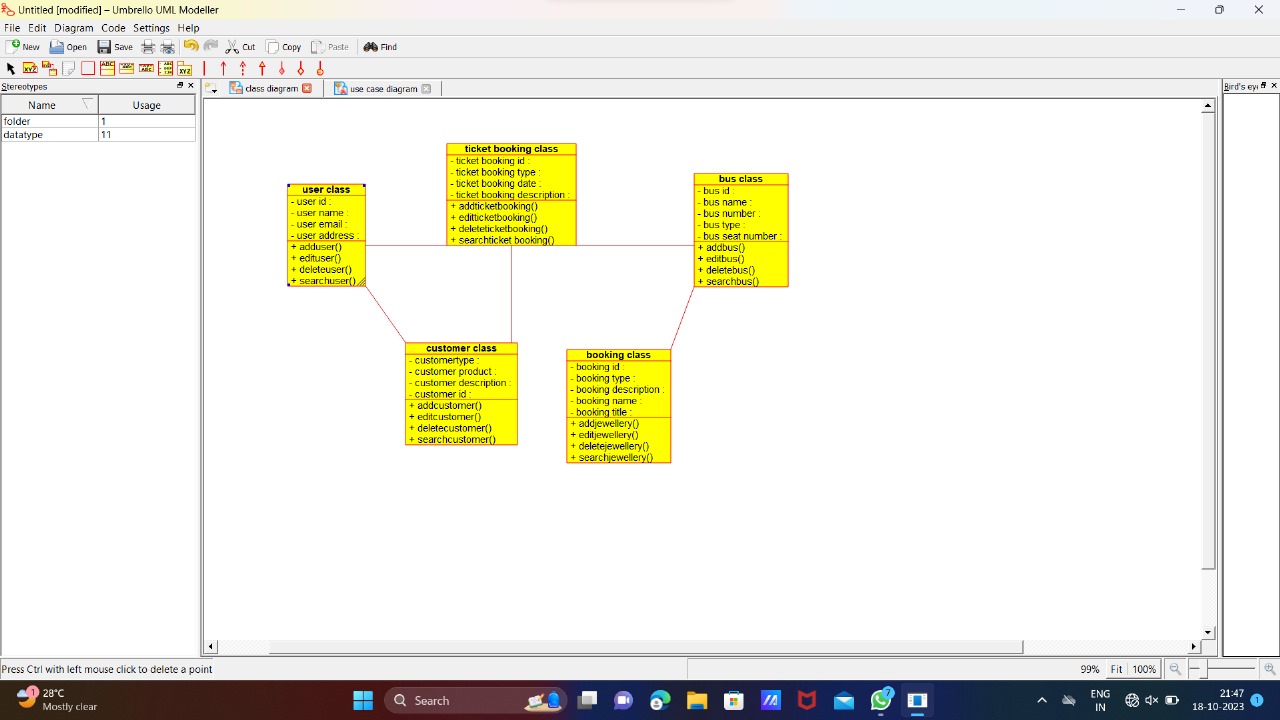 Untitled [modified] – Umbrello UML Modeller
File Edit Diagram Code Settings Help
New Open Save Cut Copy Paste Find
Stereotypes
class diagram use case diagram
Bird's ey
Name Usage
folder 1
datatype 11
ticket booking class
- ticket booking id :
- ticket booking type :
- ticket booking date :
- ticket booking description :
+ addticketbooking()
+ editticketbooking()
+ deleteticketbooking()
+ searchticket booking()
user class
- user id :
- user name :
- user email :
- user address :
+ adduser()
+ edituser()
+ deleteuser()
+ searchuser()
bus class
- bus id :
- bus name :
- bus number :
- bus type :
- bus seat number :
+ addbus()
+ editbus()
+ deletebus()
+ searchbus()
customer class
- customertype :
- customer product :
- customer description :
- customer id :
+ addcustomer()
+ editcustomer()
+ deletecustomer()
+ searchcustomer()
booking class
- booking id :
- booking type :
- booking description :
- booking name :
- booking title :
+ addjewellery()
+ editjewellery()
+ deletejewellery()
+ searchjewellery()
Press Ctrl with left mouse click to delete a point
99% Fit 100%
1
28°C
Mostly clear
Search
7
ENG
IN
21:47
18-10-2023
1